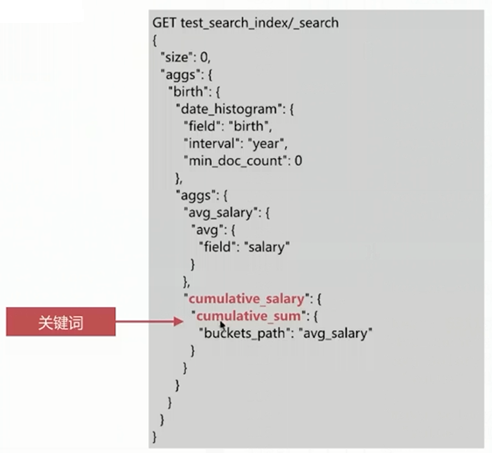 GET test_search_index/_search
{
  "size": 0,
  "aggs": {
    "birth": {
      "date_histogram": {
        "field": "birth",
        "interval": "year",
        "min_doc_count": 0
      },
      "aggs": {
        "avg_salary": {
          "avg": {
            "field": "salary"
          }
        },
        "cumulative_salary": {
关键词
          "cumulative_sum": {
            "buckets_path": "avg_salary"
          }
        }
      }
    }
  }
}